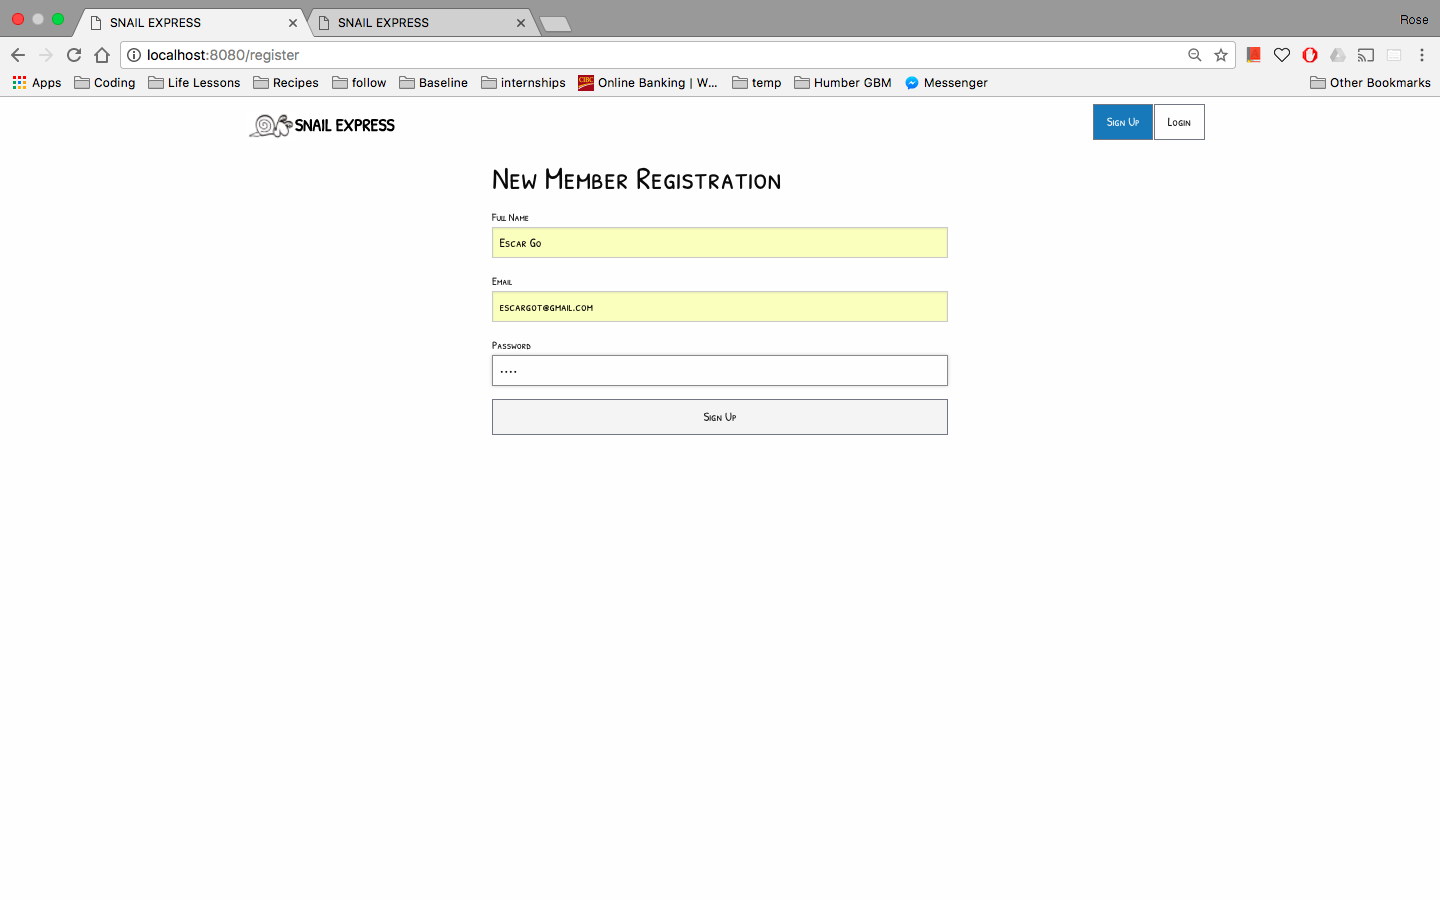 SNAIL EXPRESS
SNAIL EXPRESS
Rose
localhost:8080/register
Apps Coding Life Lessons Recipes follow Baseline internships Online Banking | W... temp Humber GBM Messenger Other Bookmarks
SNAIL EXPRESS
Sign Up
Login
New Member Registration
Full Name
Escar Go
Email
escargot@gmail.com
Password
....
Sign Up